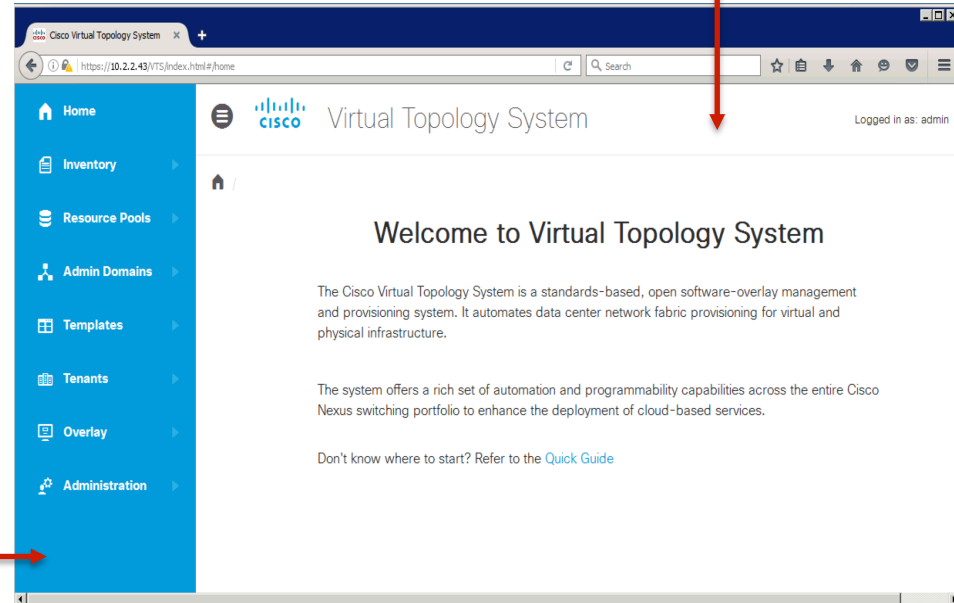 Cisco Virtual Topology System
https://10.2.2.43/VTS/index.html#/home
Search
Home
Inventory
Resource Pools
Admin Domains
Templates
Tenants
Overlay
Administration
cisco
Virtual Topology System
Logged in as: admin
/
Welcome to Virtual Topology System
The Cisco Virtual Topology System is a standards-based, open software-overlay management
and provisioning system. It automates data center network fabric provisioning for virtual and
physical infrastructure.
The system offers a rich set of automation and programmability capabilities across the entire Cisco
Nexus switching portfolio to enhance the deployment of cloud-based services.
Don't know where to start? Refer to the Quick Guide